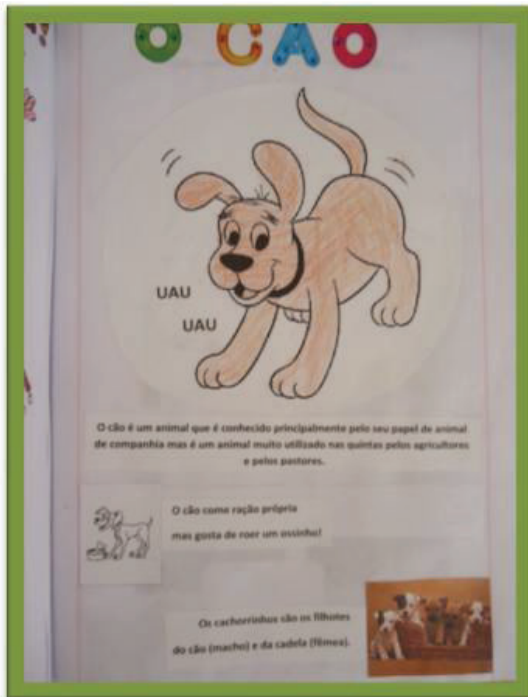 O CÃO
UAU
UAU
O cão é um animal que é conhecido principalmente pelo seu papel de animal
de companhia mas é um animal muito utilizado nas quintas pelos agricultores
e pelos pastores.
O cão come ração própria
mas gosta de roer um ossinho!
Os cachorrinhos são os filhotes
do cão (macho) e da cadela (fêmea).